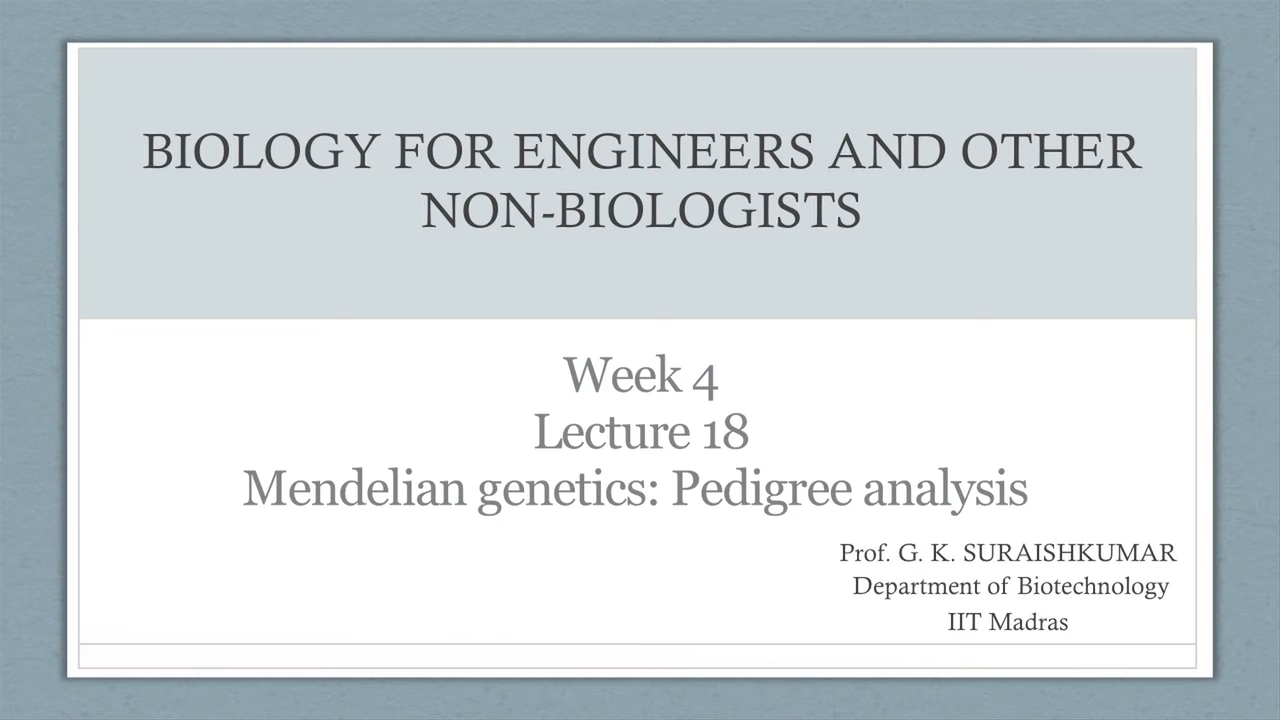 BIOLOGY FOR ENGINEERS AND OTHER
NON-BIOLOGISTS
Week 4
Lecture 18
Mendelian genetics: Pedigree analysis
Prof. G. K. SURAISHKUMAR
Department of Biotechnology
IIT Madras